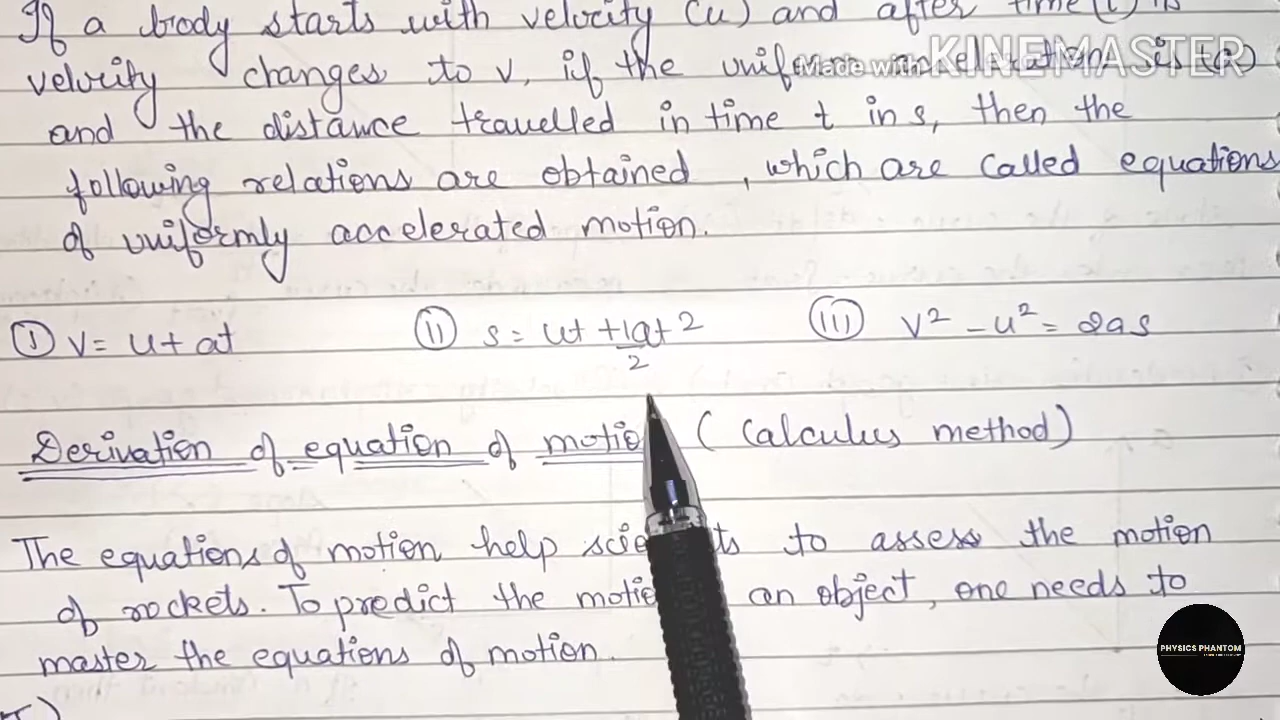 If a body starts with velocity (u) and after time (t) is
velocity changes to v, if the uniform acceleration is (a)
Made with KINEMASTER
and the distance travelled in time t in s, then the
following relations are obtained, which are called equations
of uniformly accelerated motion.
(I) v = u + at (II) s = ut + 1/2 at2 (III) v² - u² = 2as
Derivation of equation of motion (Calculus method)
The equations of motion help scientists to assess the motion
of rockets. To predict the motion an object, one needs to
master the equations of motion.
PHYSICS PHANTOM